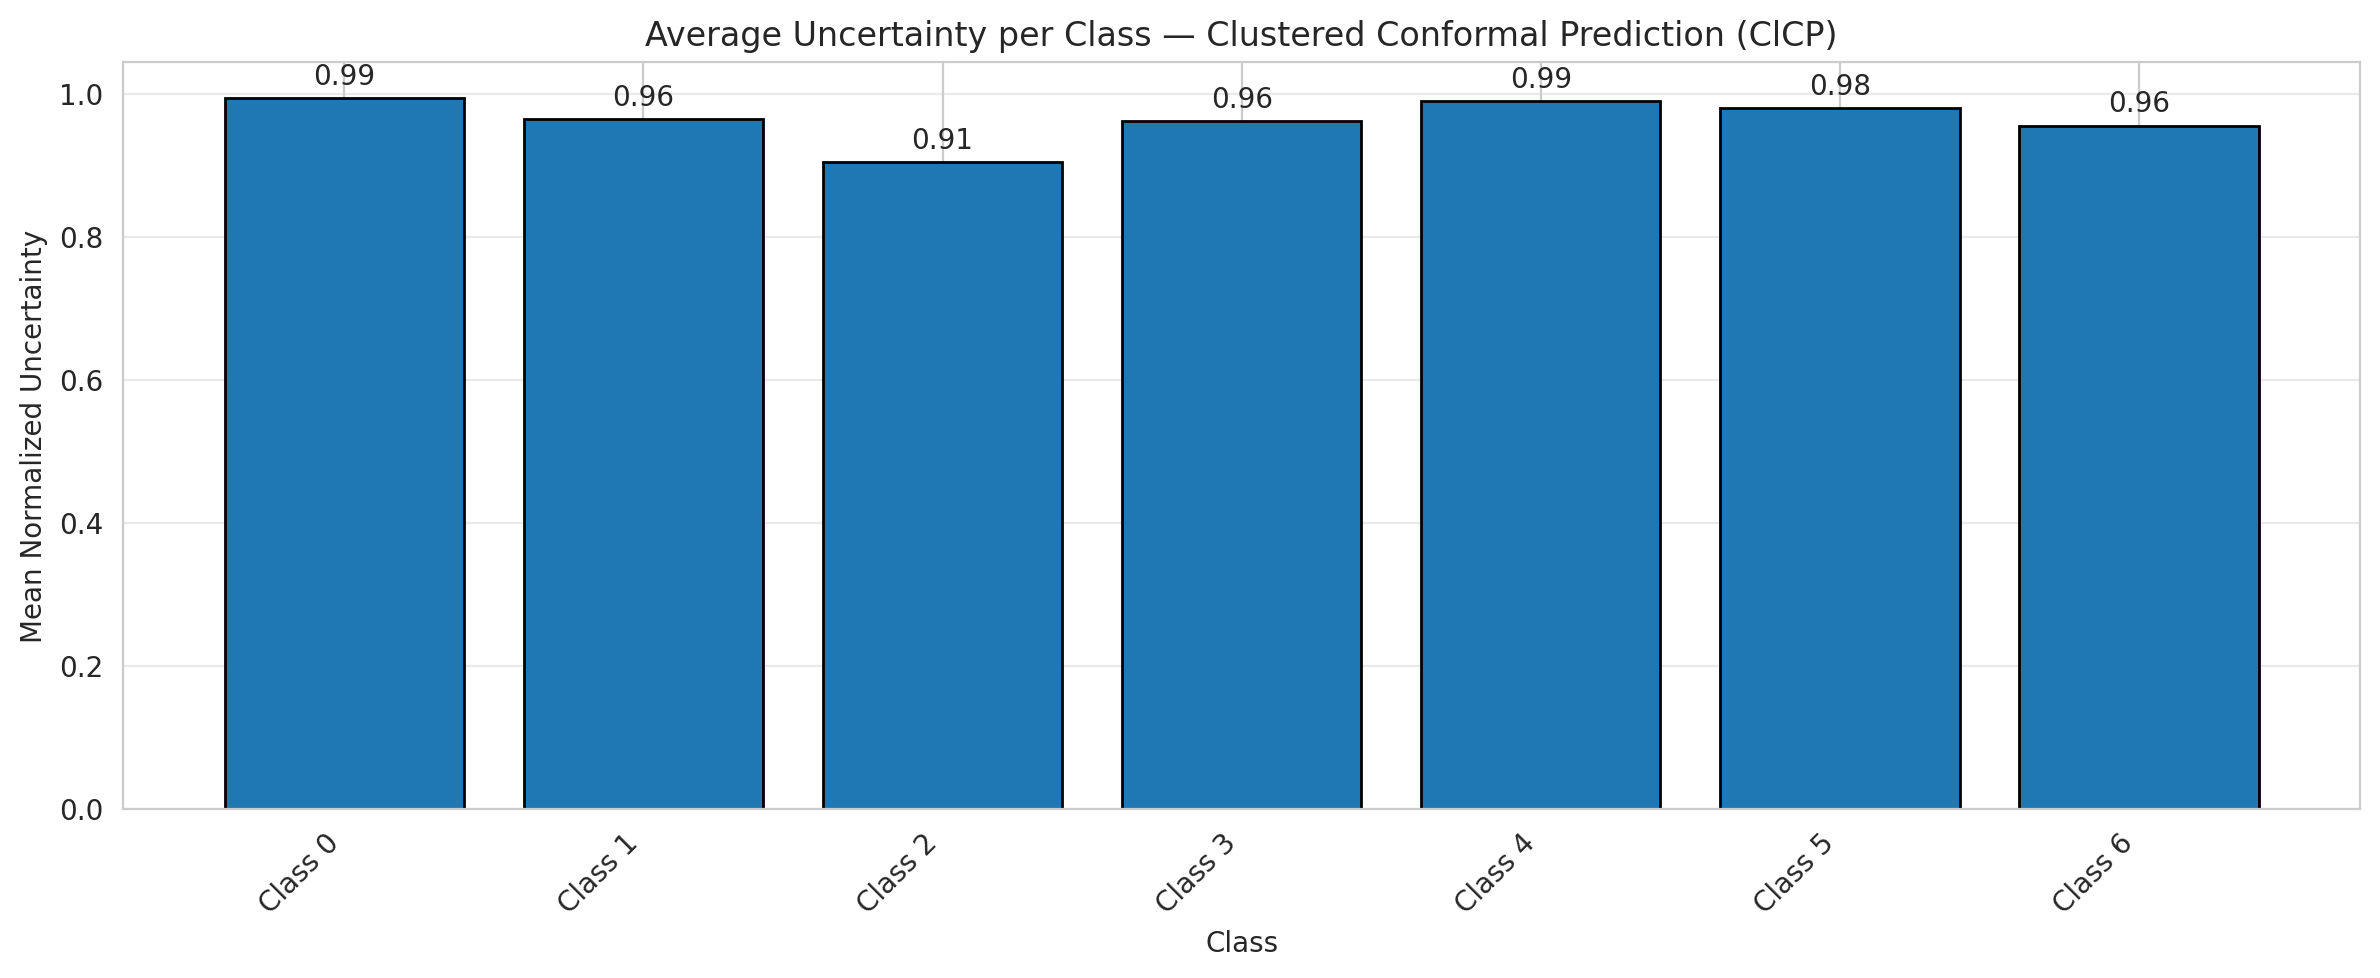 Average Uncertainty per Class — Clustered Conformal Prediction (ClCP)
Mean Normalized Uncertainty
1.0
0.8
0.6
0.4
0.2
0.0
0.99
0.96
0.91
0.96
0.99
0.98
0.96
Class 0
Class 1
Class 2
Class 3
Class 4
Class 5
Class 6
Class